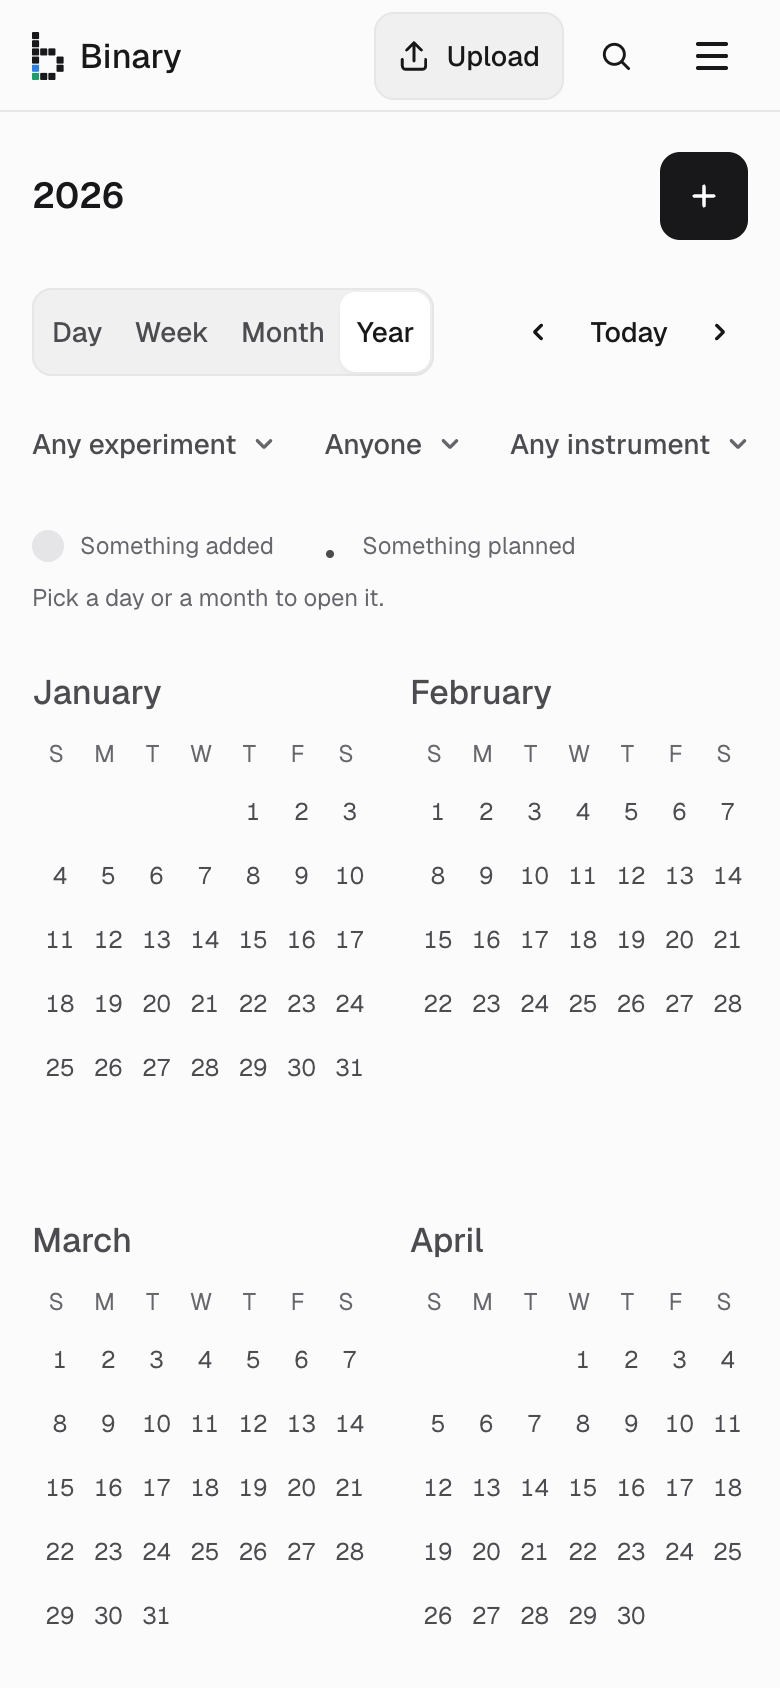 Binary Upload
2026
Day Week Month Year Today
Any experiment Anyone Any instrument
Something added Something planned
Pick a day or a month to open it.
January
S M T W T F S
1 2 3
4 5 6 7 8 9 10
11 12 13 14 15 16 17
18 19 20 21 22 23 24
25 26 27 28 29 30 31
February
S M T W T F S
1 2 3 4 5 6 7
8 9 10 11 12 13 14
15 16 17 18 19 20 21
22 23 24 25 26 27 28
March
S M T W T F S
1 2 3 4 5 6 7
8 9 10 11 12 13 14
15 16 17 18 19 20 21
22 23 24 25 26 27 28
29 30 31
April
S M T W T F S
1 2 3 4
5 6 7 8 9 10 11
12 13 14 15 16 17 18
19 20 21 22 23 24 25
26 27 28 29 30